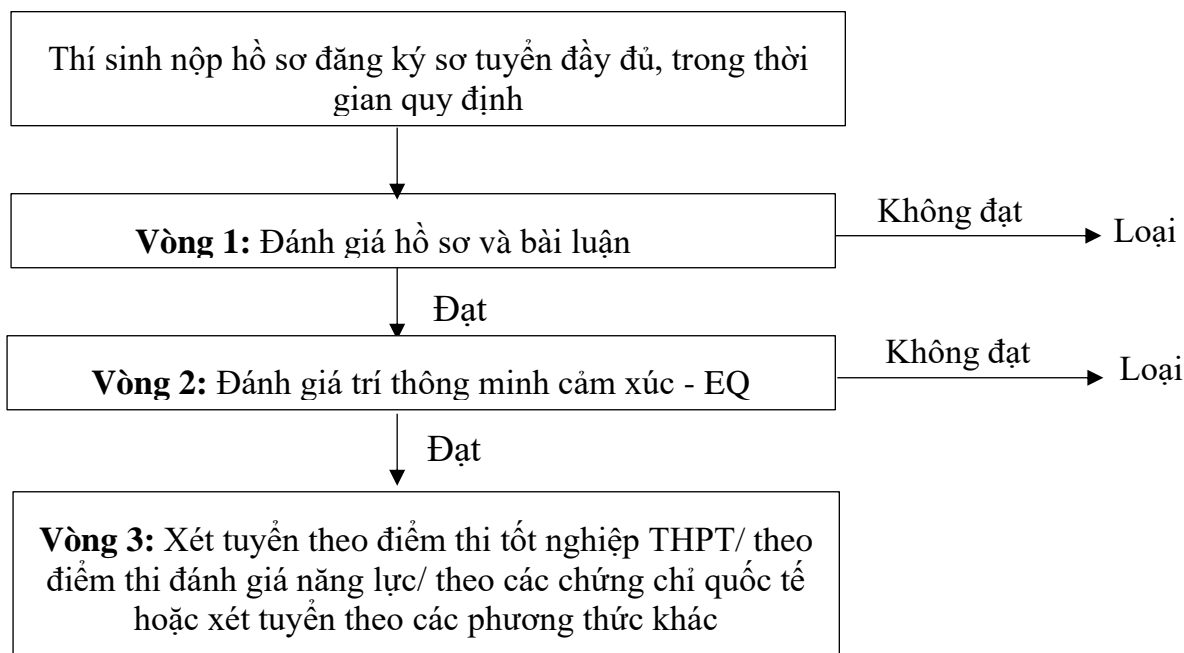 Thí sinh nộp hồ sơ đăng ký sơ tuyển đầy đủ, trong thời
gian quy định
Vòng 1: Đánh giá hồ sơ và bài luận
Không đạt
Loại
Đạt
Vòng 2: Đánh giá trí thông minh cảm xúc - EQ
Không đạt
Loại
Đạt
Vòng 3: Xét tuyển theo điểm thi tốt nghiệp THPT/ theo
điểm thi đánh giá năng lực/ theo các chứng chỉ quốc tế
hoặc xét tuyển theo các phương thức khác